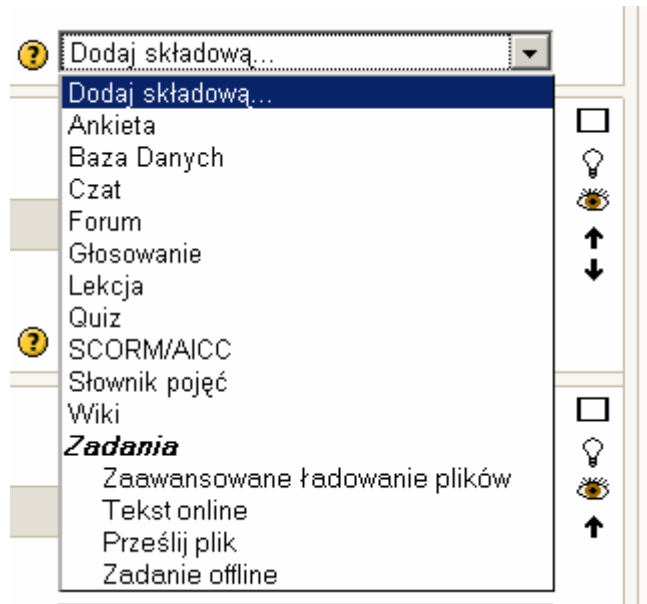 Dodaj składową...
Dodaj składową...
Ankieta
Baza Danych
Czat
Forum
Głosowanie
Lekcja
Quiz
SCORM/AICC
Słownik pojęć
Wiki
Zadania
Zaawansowane ładowanie plików
Tekst online
Prześlij plik
Zadanie offline